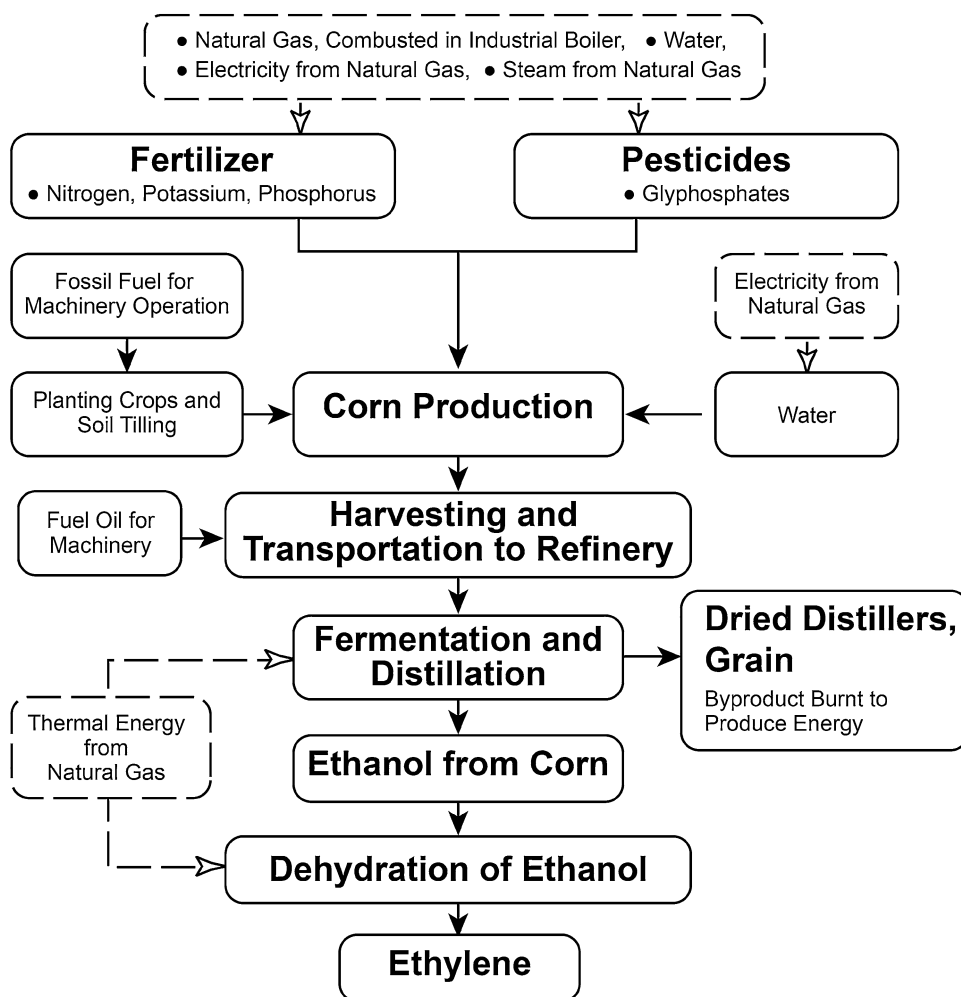 ● Natural Gas, Combusted in Industrial Boiler, ● Water,
● Electricity from Natural Gas, ● Steam from Natural Gas
Fertilizer
● Nitrogen, Potassium, Phosphorus
Pesticides
● Glyphosphates
Fossil Fuel for
Machinery Operation
Electricity from
Natural Gas
Planting Crops and
Soil Tilling
Corn Production
Water
Fuel Oil for
Machinery
Harvesting and
Transportation to Refinery
Fermentation and
Distillation
Dried Distillers,
Grain
Byproduct Burnt to
Produce Energy
Thermal Energy
from
Natural Gas
Ethanol from Corn
Dehydration of Ethanol
Ethylene